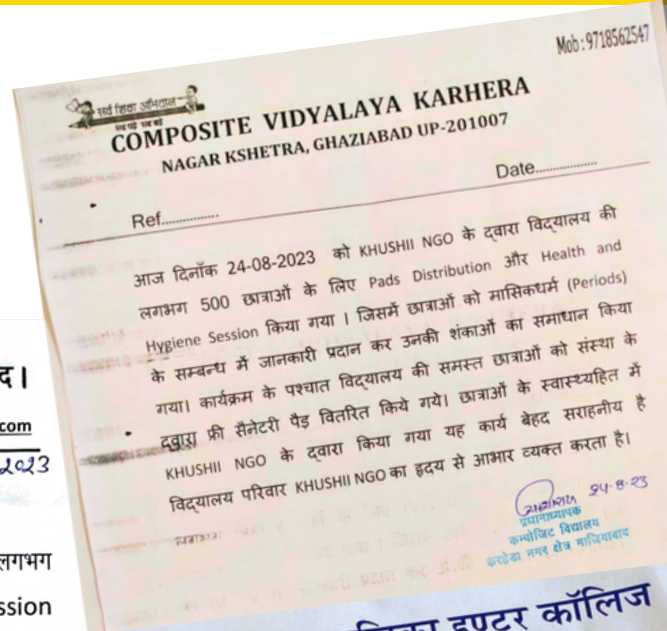 Mob: 9718562547
सर्व शिक्षा अभियान
सब पढ़ें सब बढ़ें
COMPOSITE VIDYALAYA KARHERA
NAGAR KSHETRA, GHAZIABAD UP-201007
Ref...............
Date..................
आज दिनॉक 24-08-2023 को KHUSHII NGO के द्वारा विद्यालय की
लगभग 500 छात्राओं के लिए Pads Distribution और Health and
Hygiene Session किया गया । जिसमें छात्राओं को मासिकधर्म (Periods)
के सम्बन्ध में जानकारी प्रदान कर उनकी शंकाओं का समाधान किया
गया। कार्यक्रम के पश्चात विद्यालय की समस्त छात्राओं को संस्था के
द्वारा फ्री सैनेटरी पैड वितरित किये गये। छात्राओं के स्वास्थ्यहित में
KHUSHII NGO के द्वारा किया गया यह कार्य बेहद सराहनीय है
विद्यालय परिवार KHUSHII NGO का हृदय से आभार व्यक्त करता है।
24-8-23
प्रधानाध्यापक
कम्पोजिट विद्यालय
करहेडा नगर क्षेत्र गाजियाबाद
द।
com
2023
लगभग
ssion
इण्टर कॉलिज